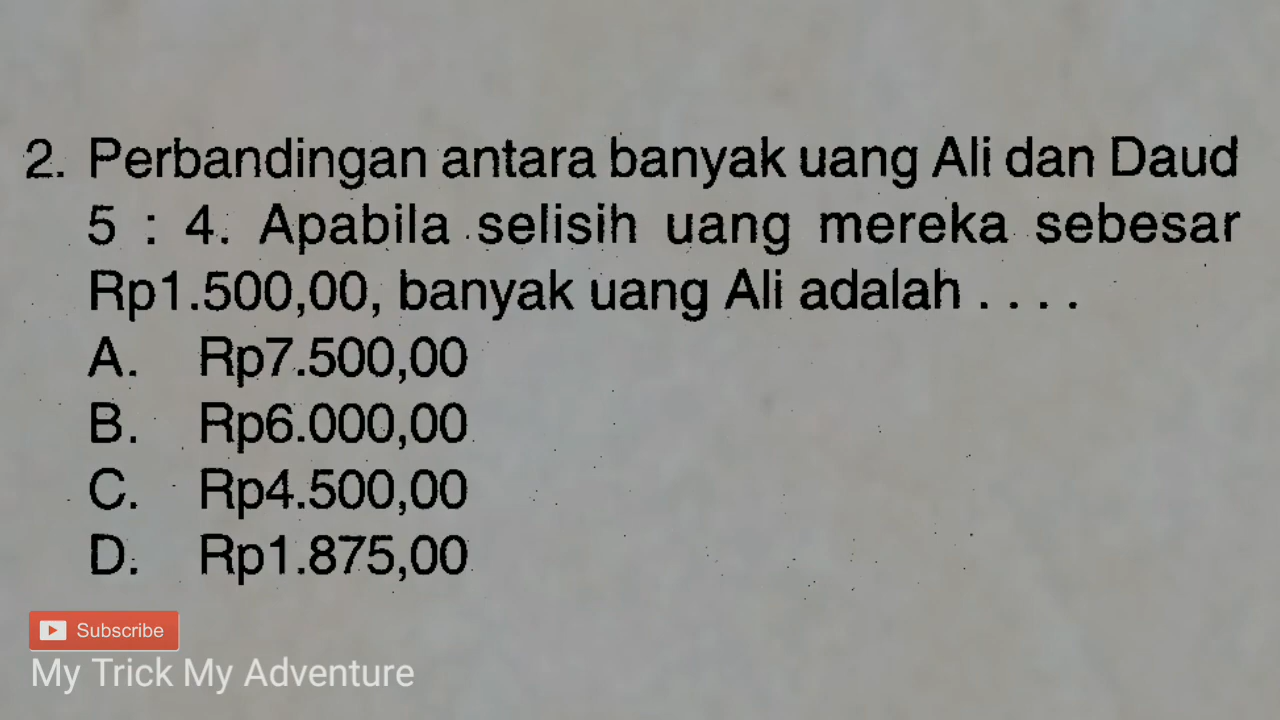 2. Perbandingan antara banyak uang Ali dan Daud
5 : 4. Apabila selisih uang mereka sebesar
Rp1.500,00, banyak uang Ali adalah . . . .
A. Rp7.500,00
B. Rp6.000,00
C. Rp4.500,00
D. Rp1.875,00
Subscribe
My Trick My Adventure